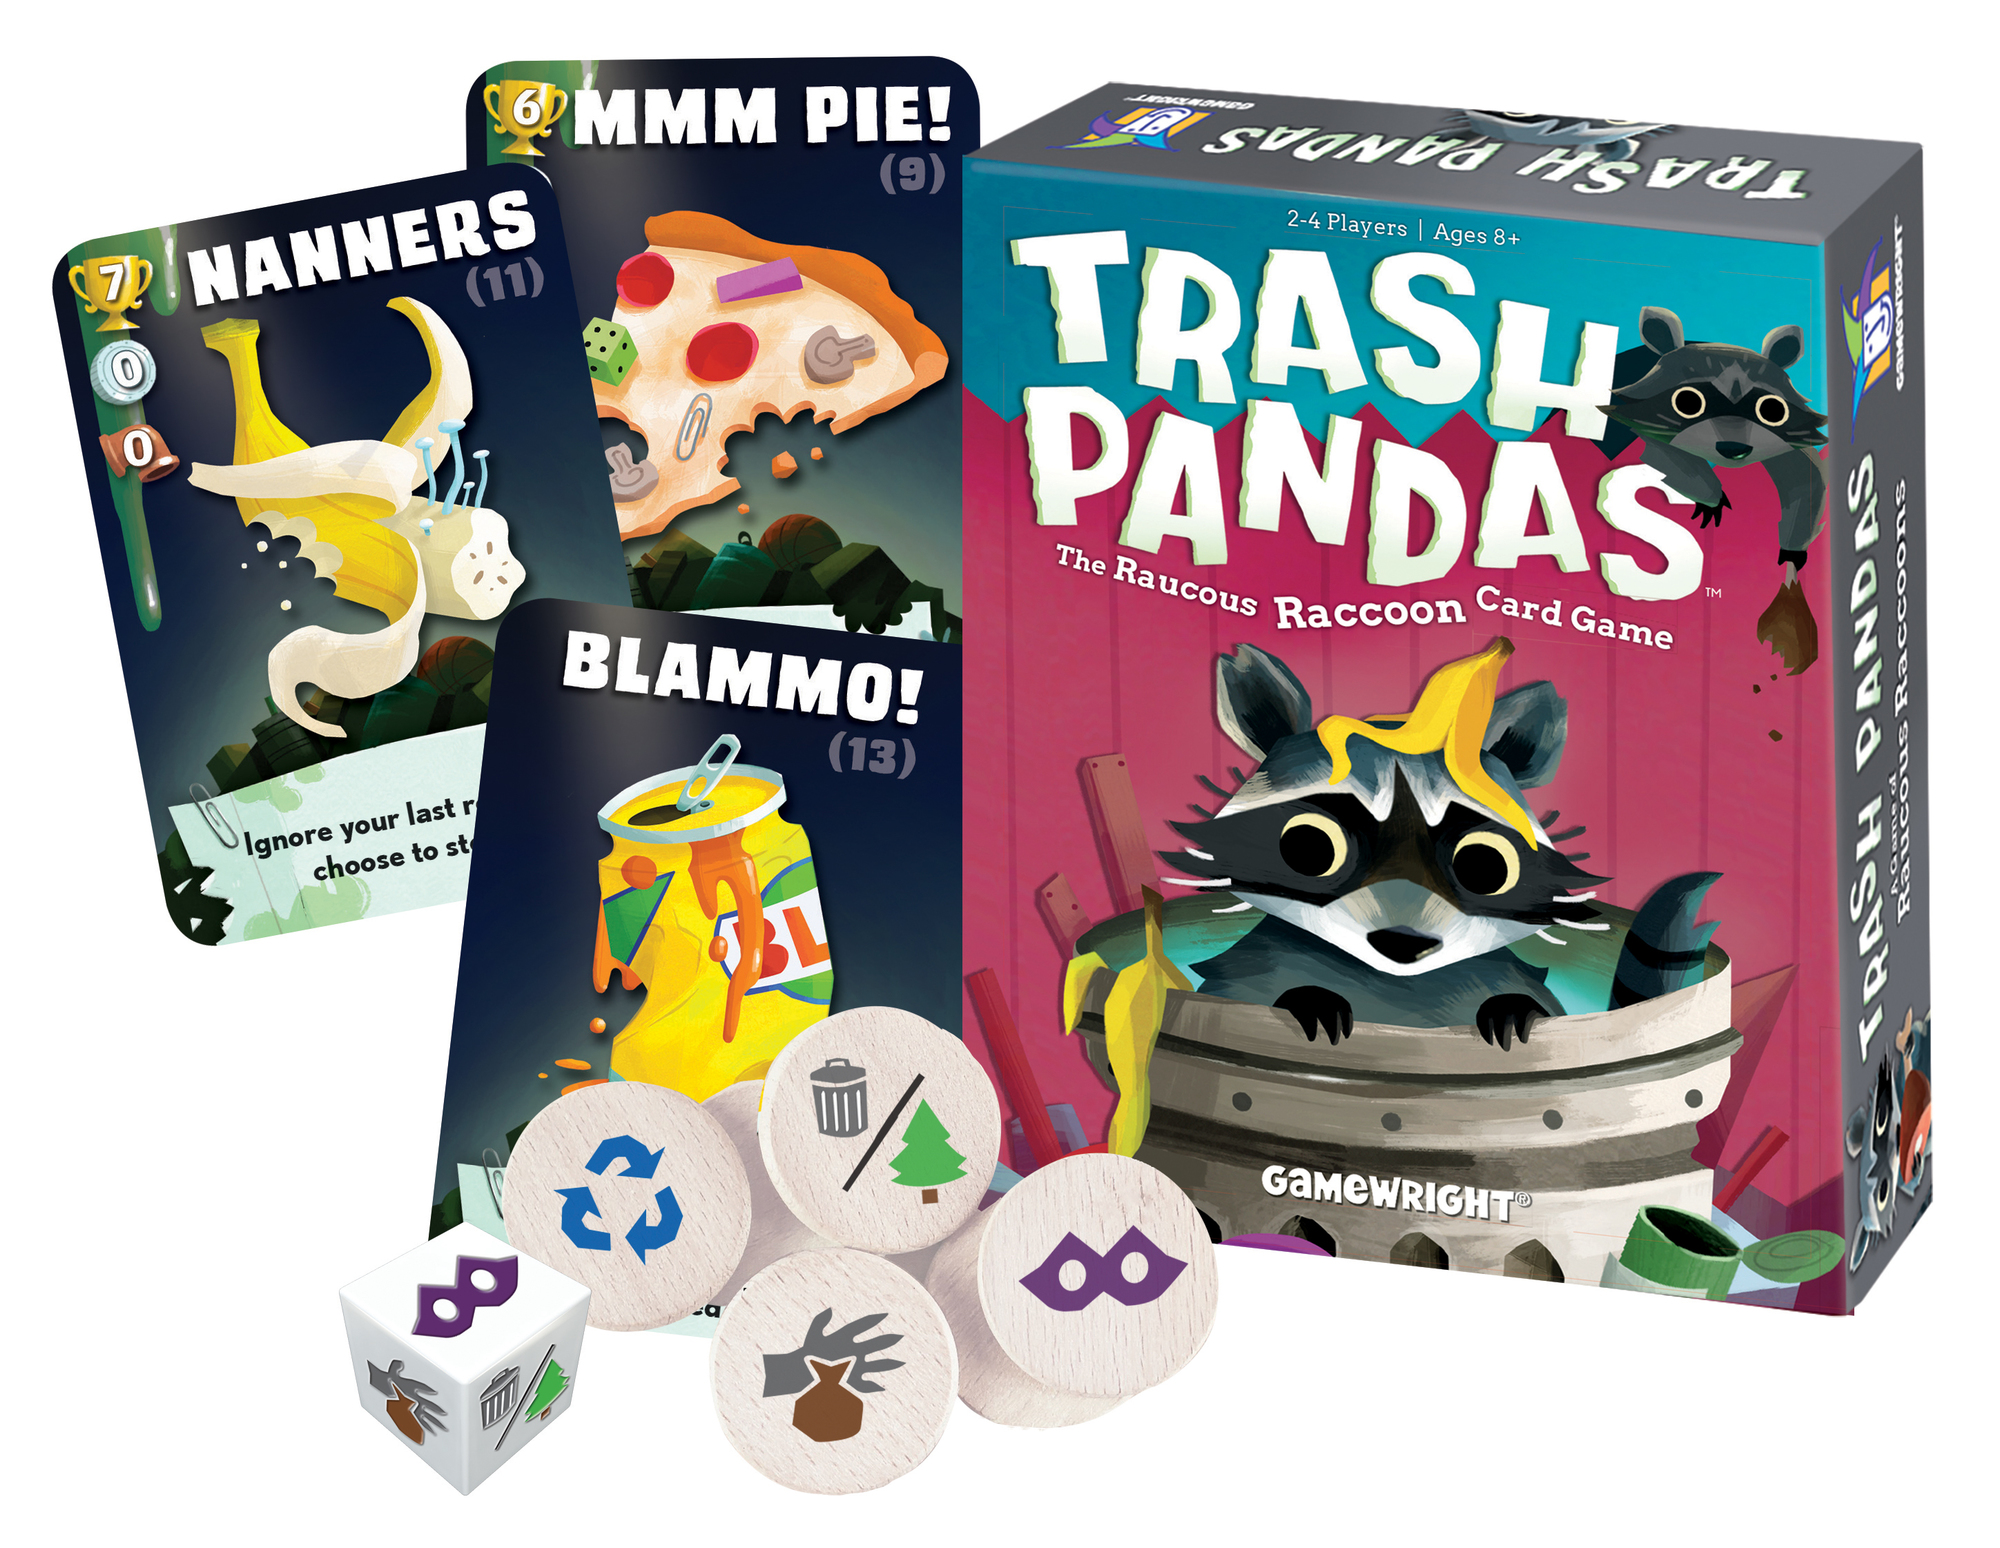 6
MMM PIE!
(9)
7
NANNERS
(11)
0
0
Ignore your last
choose to
BLAMMO!
(13)
BL
GAMEWRIGHT
TRASH PANDAS
2-4 Players | Ages 8+
TRASH
PANDAS
TM
The Raucous Raccoon Card Game
GAMEWRIGHT®
GAMEWRIGHT®
TRASH PANDAS
A Game of
Raucous Raccoons